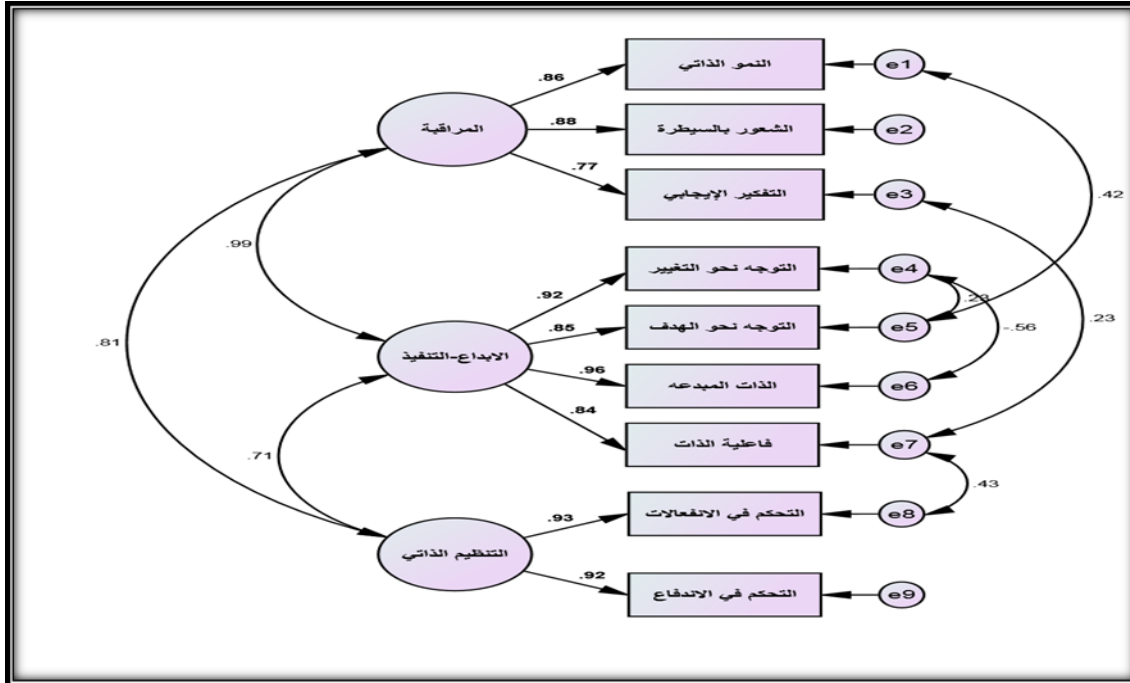 النمو الذاتي
e1
.86
المراقبة
.88
الشعور بالسيطرة
e2
.77
التفكير الإيجابي
e3
.42
.99
التوجه نحو التغيير
e4
.92
.23
التوجه نحو الهدف
e5
.85
-.56
.23
.81
الابداع-التنفيذ
.96
الذات المبدعه
e6
.84
فاعلية الذات
e7
.71
.43
التحكم في الانفعالات
e8
.93
التنظيم الذاتي
.92
التحكم في الاندفاع
e9